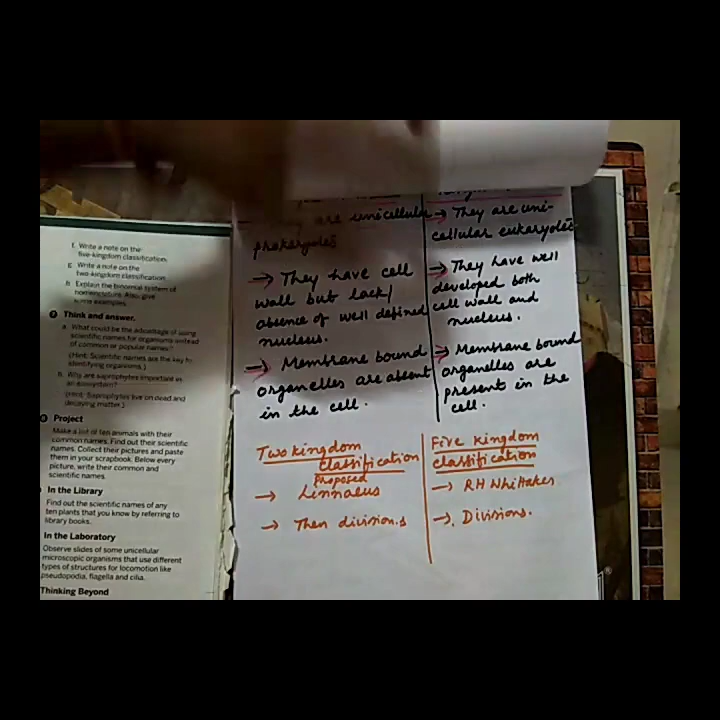 f. Write a note on the
five-kingdom classification.
g. Write a note on the
two-kingdom classification.
h. Explain the binomial system of
nomenclature. Also, give
some examples.
Think and answer.
a. What could be the advantage of using
scientific names for organisms instead
of common or popular names?
(Hint: Scientific names are the key to
identifying organisms.)
b. Why are saprophytes important as
an ecosystem?
(Hint: Saprophytes live on dead and
decaying matter.)
Project
Make a list of ten animals with their
common names. Find out their scientific
names. Collect their pictures and paste
them in your scrapbook. Below every
picture, write their common and
scientific names.
In the Library
Find out the scientific names of any
ten plants that you know by referring to
library books.
In the Laboratory
Observe slides of some unicellular
microscopic organisms that use different
types of structures for locomotion like
pseudopodia, flagella and cilia.
Thinking Beyond
are unicellular
prokaryotes
→ They have cell
wall but lack/
absence of well defined
nucleus.
→ Membrane bound
organelles are absent
in the cell.
→ They are uni-
cellular eukaryotes.
→ They have well
developed both
cell wall and
nucleus.
→ Membrane bound
organelles are
present in the
cell.
Two kingdom
classification
Proposed
→ Linnaeus
→ Then division.s
Five kingdom
classification
→ RH Whittaker
→. Divisions.